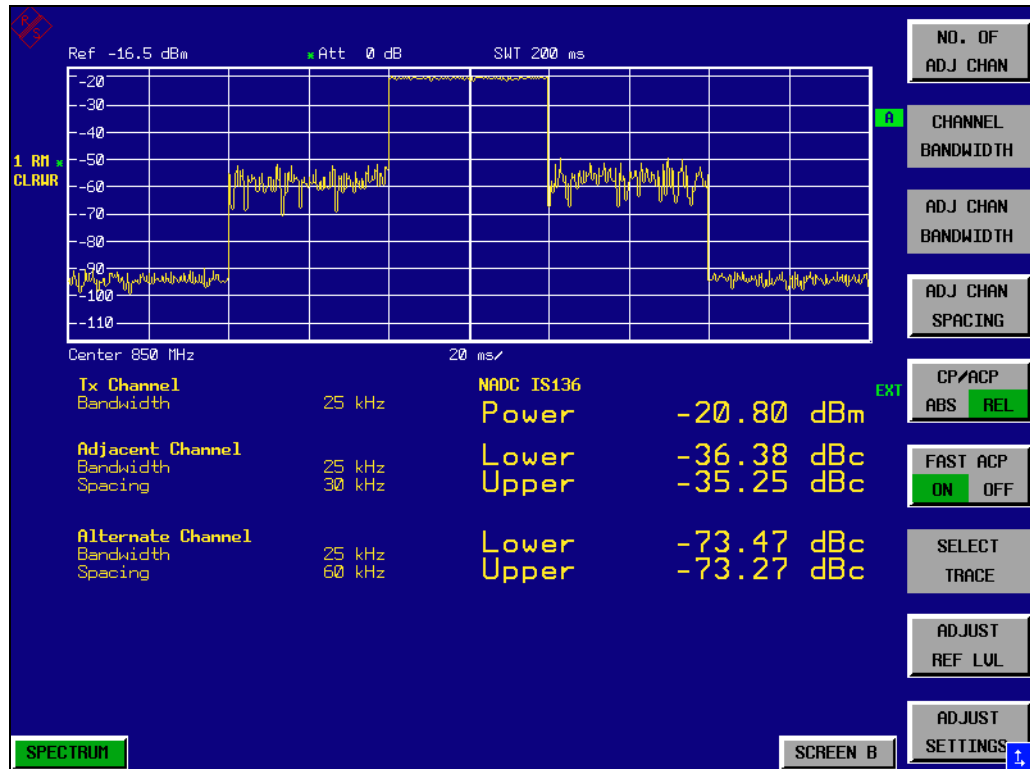 R S
Ref -16.5 dBm * Att 0 dB SWT 200 ms
-20
-30
-40
-50
-60
-70
-80
-90
-100
-110
1 RM *
CLRWR
A
Center 850 MHz 20 ms/
Tx Channel NADC IS136
Bandwidth 25 kHz Power -20.80 dBm
EXT
Adjacent Channel
Bandwidth 25 kHz Lower -36.38 dBc
Spacing 30 kHz Upper -35.25 dBc
Alternate Channel
Bandwidth 25 kHz Lower -73.47 dBc
Spacing 60 kHz Upper -73.27 dBc
NO. OF
ADJ CHAN
CHANNEL
BANDWIDTH
ADJ CHAN
BANDWIDTH
ADJ CHAN
SPACING
CP/ACP
ABS REL
FAST ACP
ON OFF
SELECT
TRACE
ADJUST
REF LVL
ADJUST
SETTINGS
SPECTRUM SCREEN B